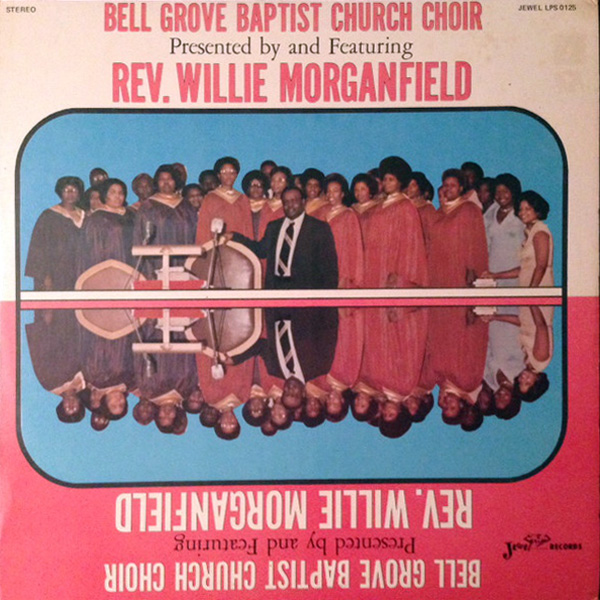 STEREO
JEWEL LPS 0125
BELL GROVE BAPTIST CHURCH CHOIR
Presented by and Featuring
REV. WILLIE MORGANFIELD
REV. WILLIE MORGANFIELD
Presented by and Featuring
BELL GROVE BAPTIST CHURCH CHOIR
Jewel RECORDS